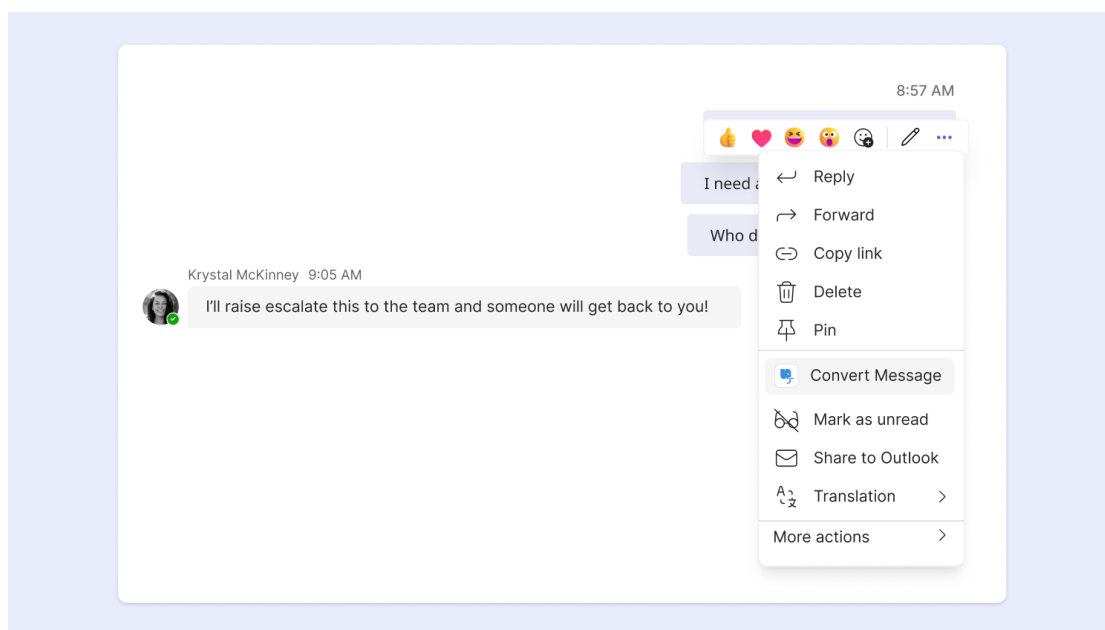 8:57 AM
I need
Who d
Krystal McKinney 9:05 AM
I'll raise escalate this to the team and someone will get back to you!
Reply
Forward
Copy link
Delete
Pin
Convert Message
Mark as unread
Share to Outlook
Translation
More actions